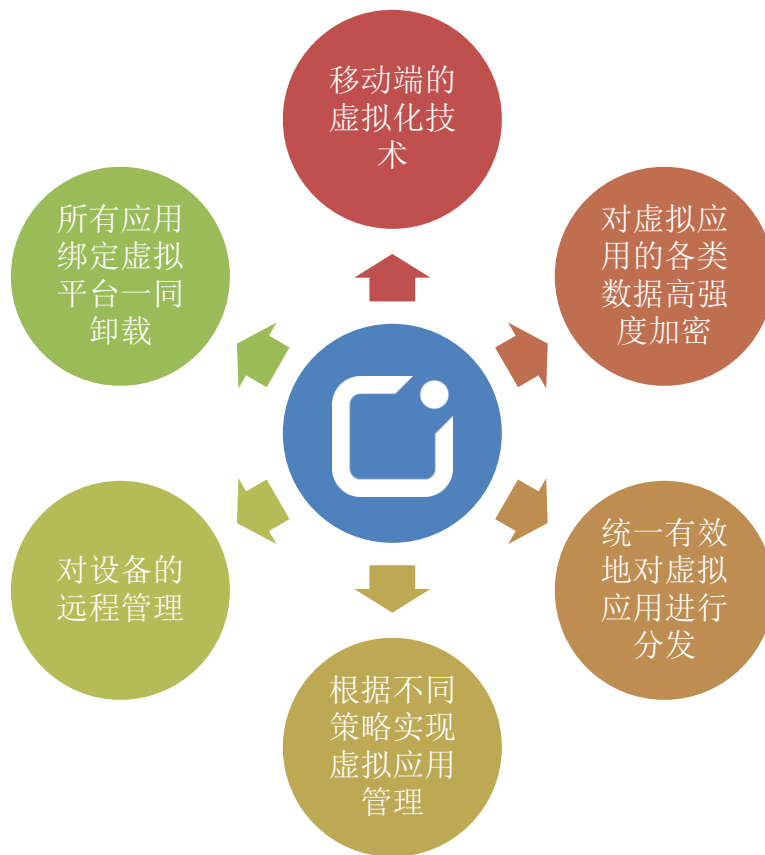 移动端的
虚拟化技
术
对虚拟应
用的各类
数据高强
度加密
统一有效
地对虚拟
应用进行
分发
根据不同
策略实现
虚拟应用
管理
对设备的
远程管理
所有应用
绑定虚拟
平台一同
卸载